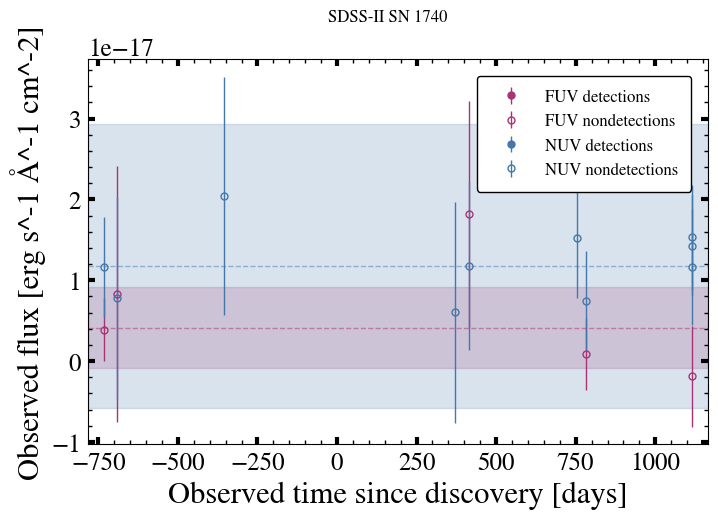 SDSS-II SN 1740
1e−17
Observed flux [erg s^-1 Å^-1 cm^-2]
3
2
1
0
−1
FUV detections
FUV nondetections
NUV detections
NUV nondetections
−750 −500 −250 0 250 500 750 1000
Observed time since discovery [days]